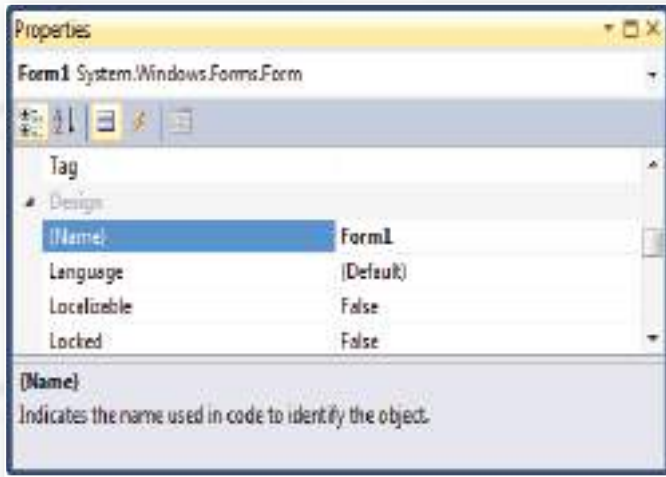 Properties
Form1 System.Windows.Forms.Form
Tag
Design
(Name) Form1
Language (Default)
Localizable False
Locked False
(Name)
Indicates the name used in code to identify the object.